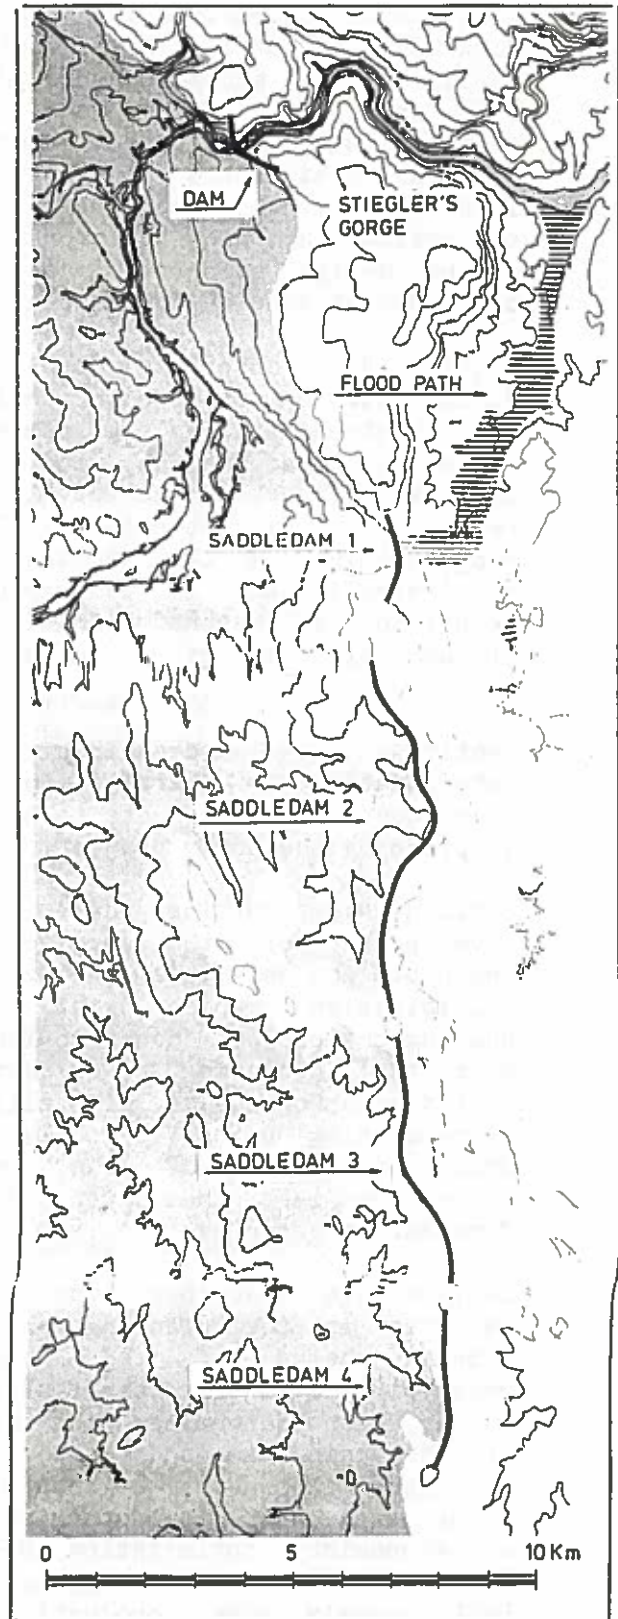 DAM
STIEGLER'S
GORGE
FLOOD PATH
SADDLEDAM 1
SADDLEDAM 2
SADDLEDAM 3
SADDLEDAM 4
0 5 10 Km